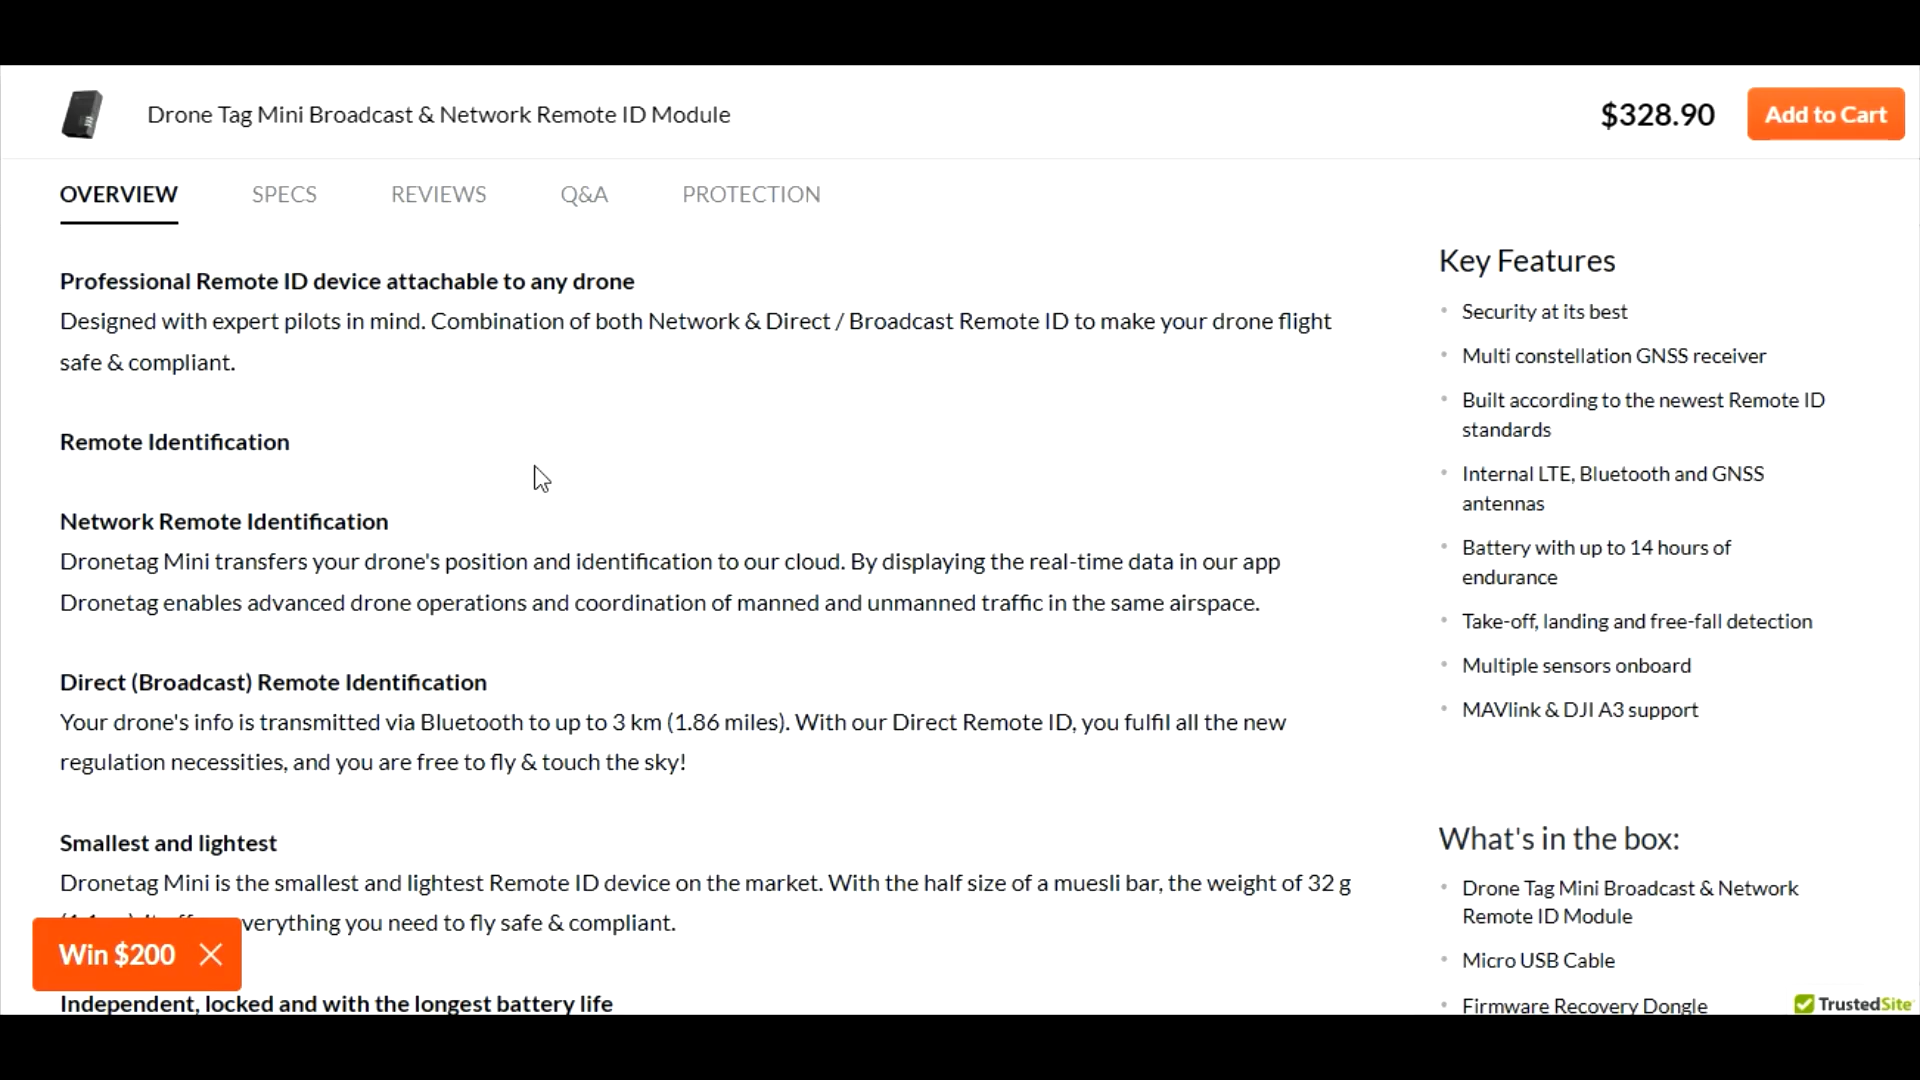 Drone Tag Mini Broadcast & Network Remote ID Module
$328.90
Add to Cart
OVERVIEW
SPECS
REVIEWS
Q&A
PROTECTION
Professional Remote ID device attachable to any drone
Designed with expert pilots in mind. Combination of both Network & Direct / Broadcast Remote ID to make your drone flight
safe & compliant.
Remote Identification
Network Remote Identification
Dronetag Mini transfers your drone's position and identification to our cloud. By displaying the real-time data in our app
Dronetag enables advanced drone operations and coordination of manned and unmanned traffic in the same airspace.
Direct (Broadcast) Remote Identification
Your drone's info is transmitted via Bluetooth to up to 3 km (1.86 miles). With our Direct Remote ID, you fulfil all the new
regulation necessities, and you are free to fly & touch the sky!
Smallest and lightest
Dronetag Mini is the smallest and lightest Remote ID device on the market. With the half size of a muesli bar, the weight of 32 g
verything you need to fly safe & compliant.
Win $200
Independent, locked and with the longest battery life
Key Features
Security at its best
Multi constellation GNSS receiver
Built according to the newest Remote ID
standards
Internal LTE, Bluetooth and GNSS
antennas
Battery with up to 14 hours of
endurance
Take-off, landing and free-fall detection
Multiple sensors onboard
MAVlink & DJI A3 support
What's in the box:
Drone Tag Mini Broadcast & Network
Remote ID Module
Micro USB Cable
Firmware Recovery Dongle
TrustedSite